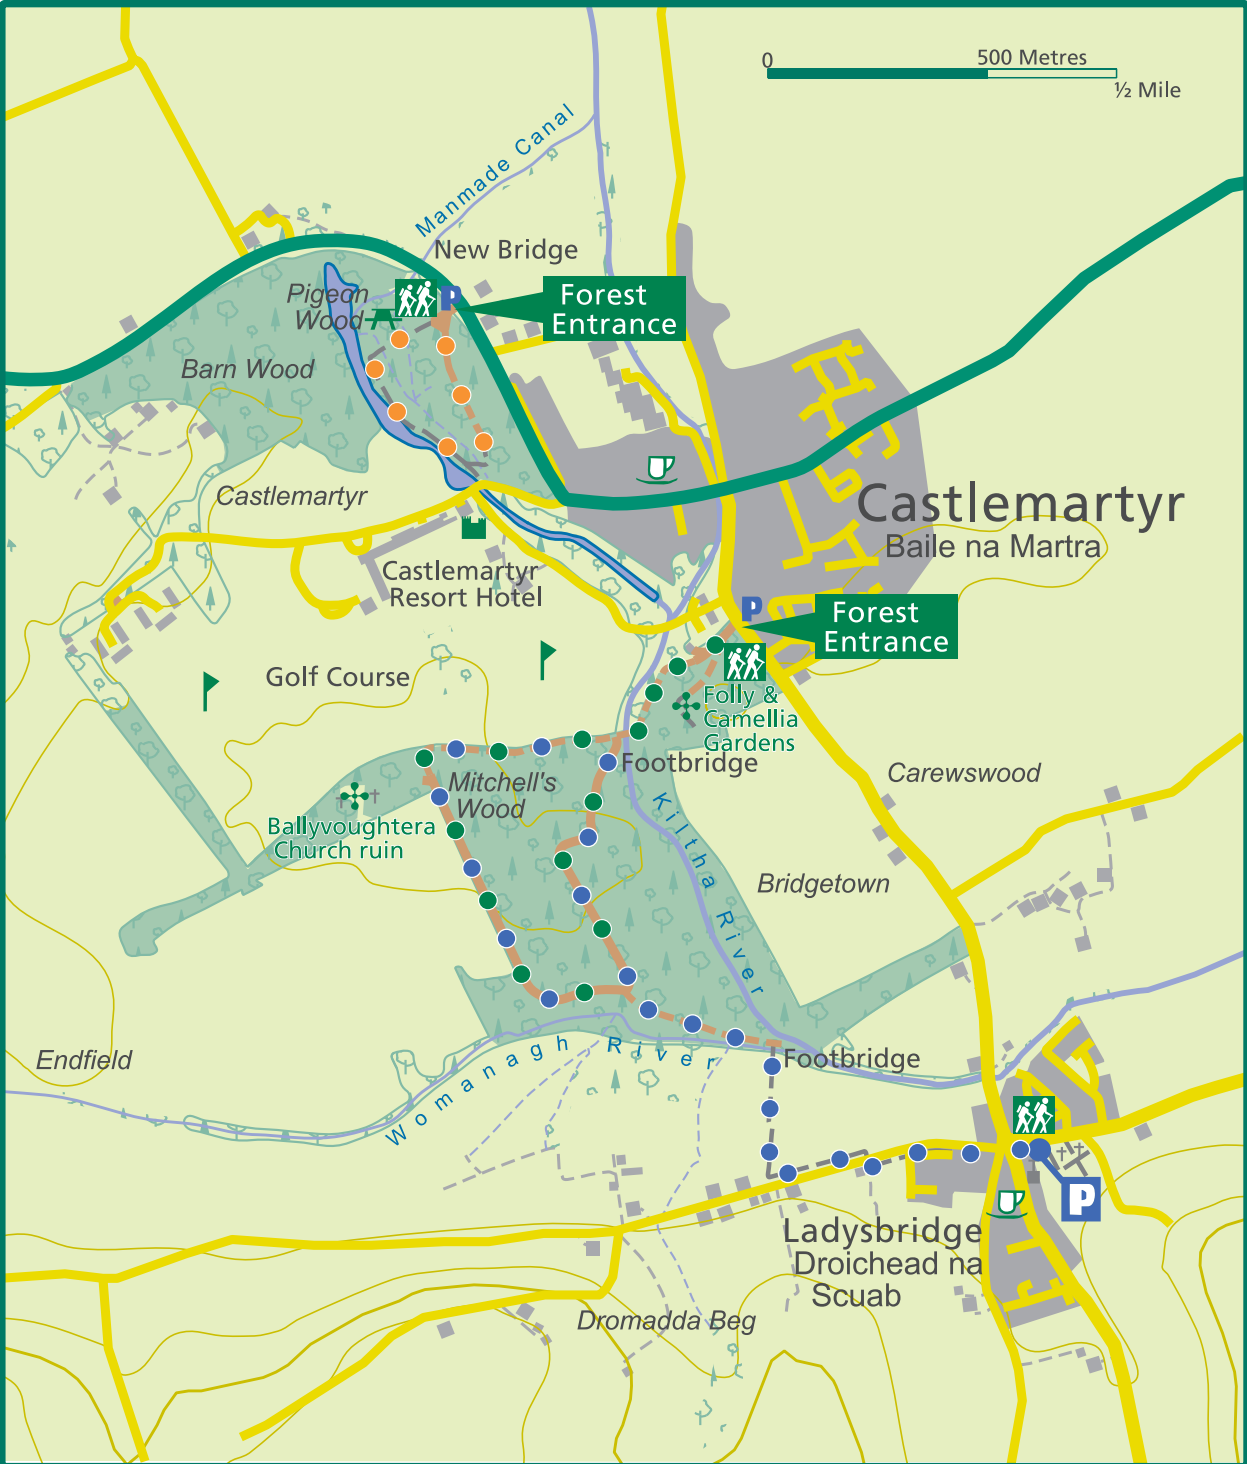 0
500 Metres
½ Mile
Manmade Canal
New Bridge
P
Pigeon
Wood
Forest
Entrance
Barn Wood
Castlemartyr
Castlemartyr
Baile na Martra
Castlemartyr
Resort Hotel
P
Forest
Entrance
Golf Course
Folly &
Camellia
Gardens
Footbridge
Mitchell's
Wood
Carewswood
Ballyvoughtera
Church ruin
Kiltha River
Bridgetown
Endfield
Womanagh River
Footbridge
P
Ladysbridge
Droichead na
Scuab
Dromadda Beg